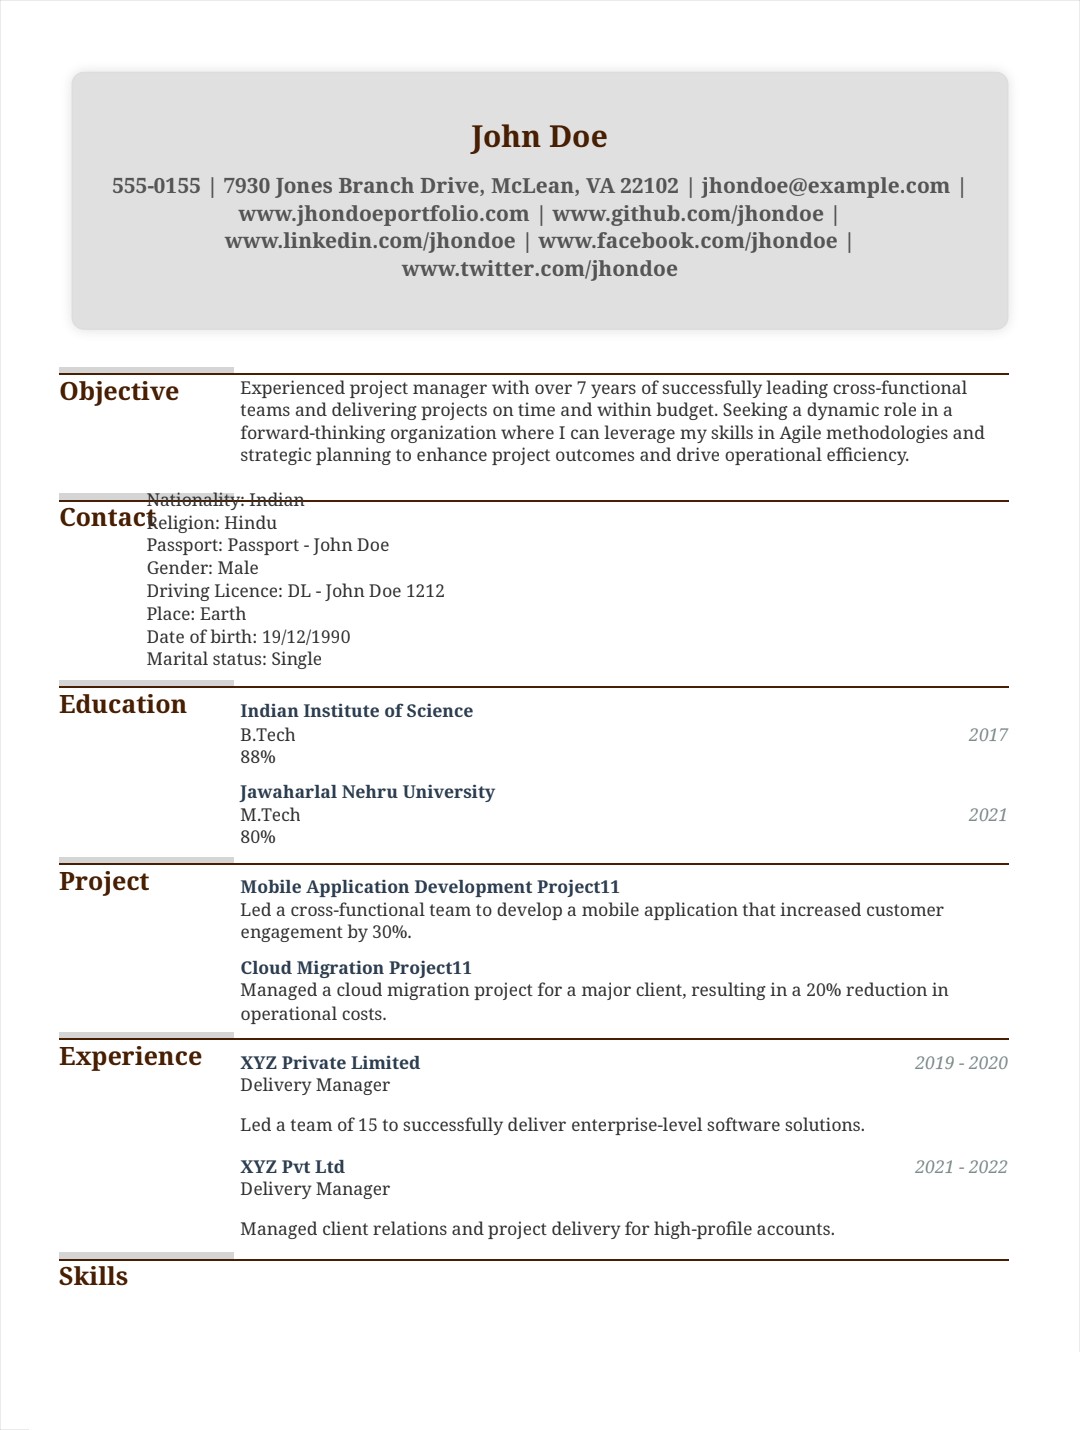 John Doe
555-0155 | 7930 Jones Branch Drive, McLean, VA 22102 | jhondoe@example.com |
www.jhondoeportfolio.com | www.github.com/jhondoe |
www.linkedin.com/jhondoe | www.facebook.com/jhondoe |
www.twitter.com/jhondoe
Objective
Experienced project manager with over 7 years of successfully leading cross-functional
teams and delivering projects on time and within budget. Seeking a dynamic role in a
forward-thinking organization where I can leverage my skills in Agile methodologies and
strategic planning to enhance project outcomes and drive operational efficiency.
Contact
Nationality: Indian
Religion: Hindu
Passport: Passport - John Doe
Gender: Male
Driving Licence: DL - John Doe 1212
Place: Earth
Date of birth: 19/12/1990
Marital status: Single
Education
Indian Institute of Science
B.Tech 2017
88%
Jawaharlal Nehru University
M.Tech 2021
80%
Project
Mobile Application Development Project11
Led a cross-functional team to develop a mobile application that increased customer
engagement by 30%.
Cloud Migration Project11
Managed a cloud migration project for a major client, resulting in a 20% reduction in
operational costs.
Experience
XYZ Private Limited 2019 - 2020
Delivery Manager
Led a team of 15 to successfully deliver enterprise-level software solutions.
XYZ Pvt Ltd 2021 - 2022
Delivery Manager
Managed client relations and project delivery for high-profile accounts.
Skills